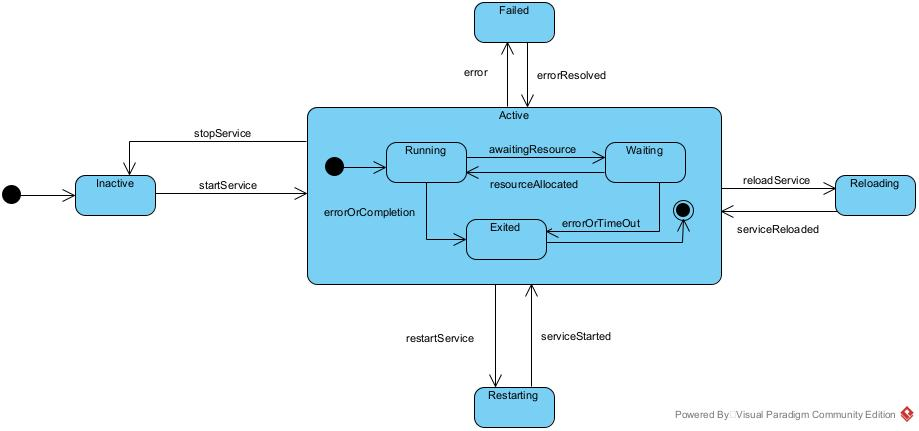 Failed
error
errorResolved
Active
stopService
Running
awaitingResource
Waiting
Inactive
startService
resourceAllocated
reloadService
Reloading
errorOrCompletion
Exited
errorOrTimeOut
serviceReloaded
restartService
serviceStarted
Restarting
Powered By Visual Paradigm Community Edition